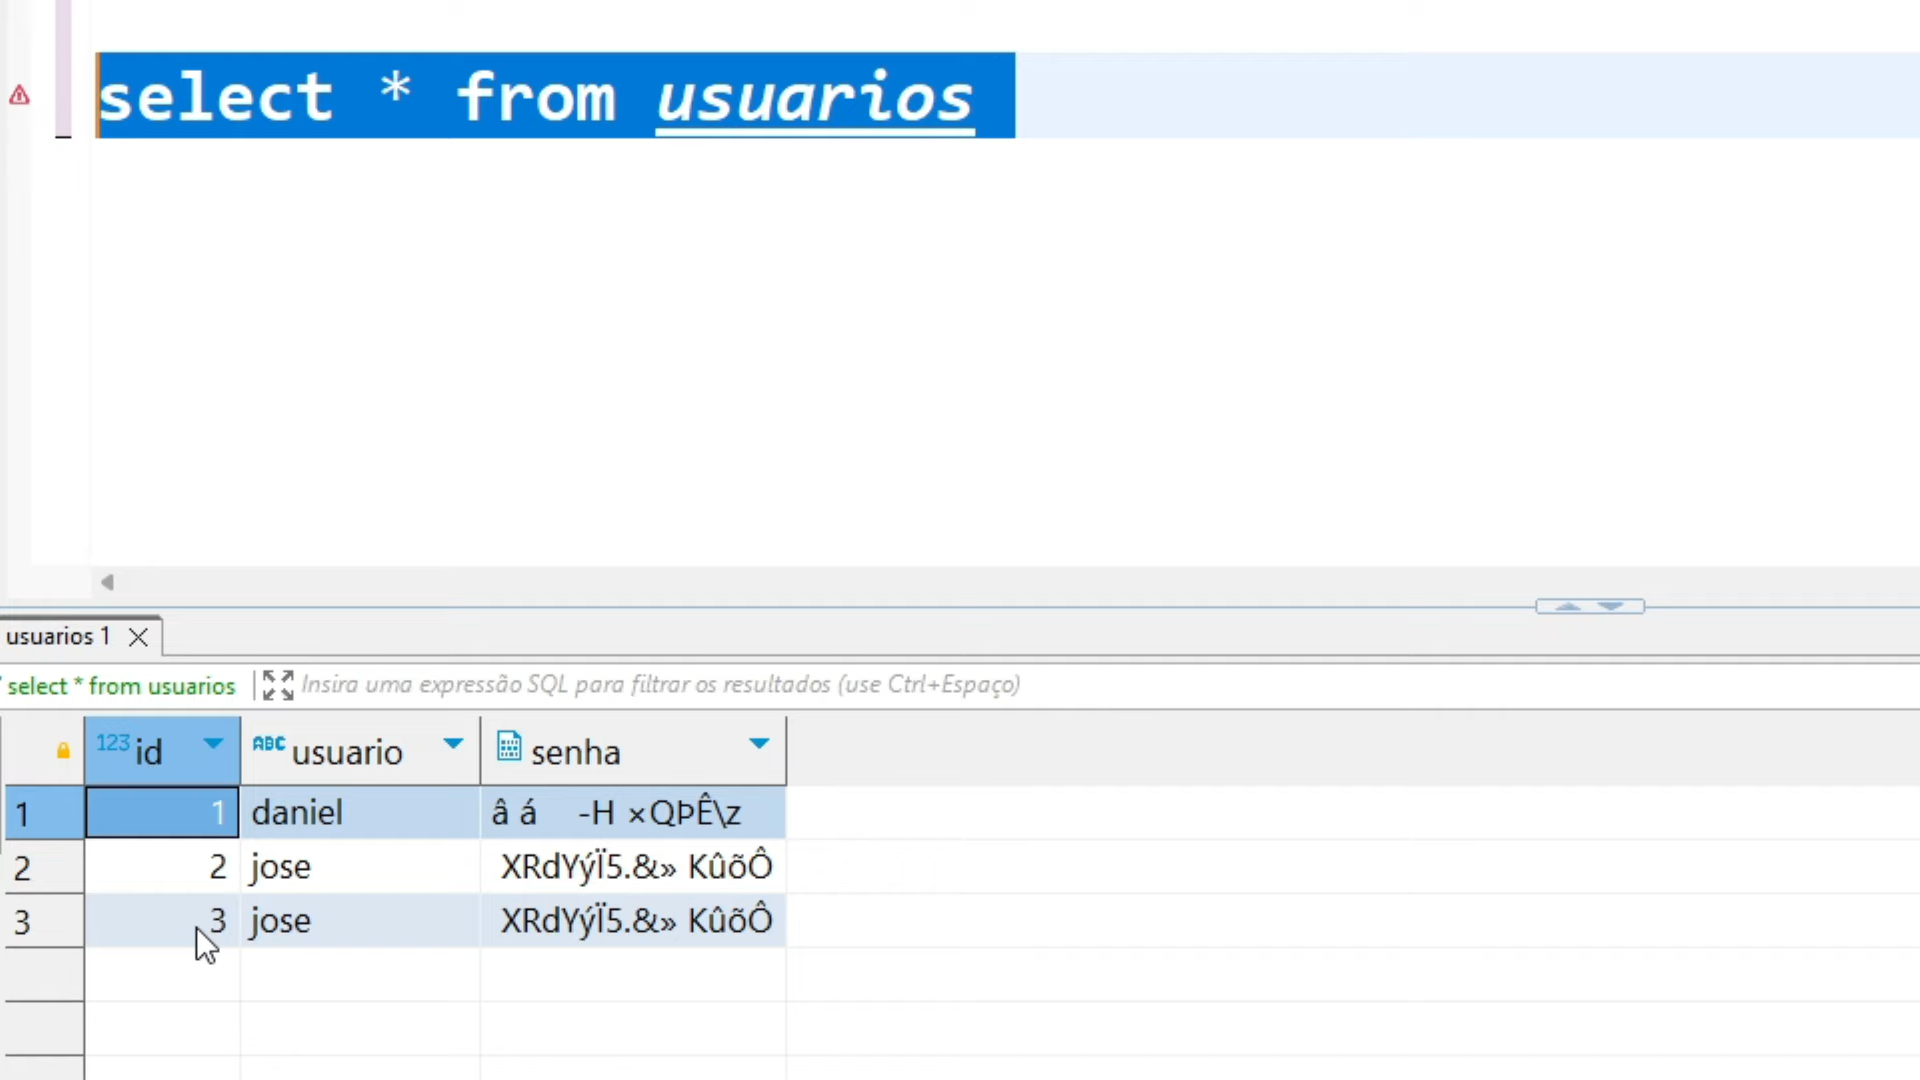 select * from usuarios
usuarios 1
select * from usuarios Insira uma expressão SQL para filtrar os resultados (use Ctrl+Espaço)
123 id ABC usuario senha
1 1 daniel â á -H ×QÞÊ\z
2 2 jose XRdYýÏ5.&» KûõÔ
3 3 jose XRdYýÏ5.&» KûõÔ